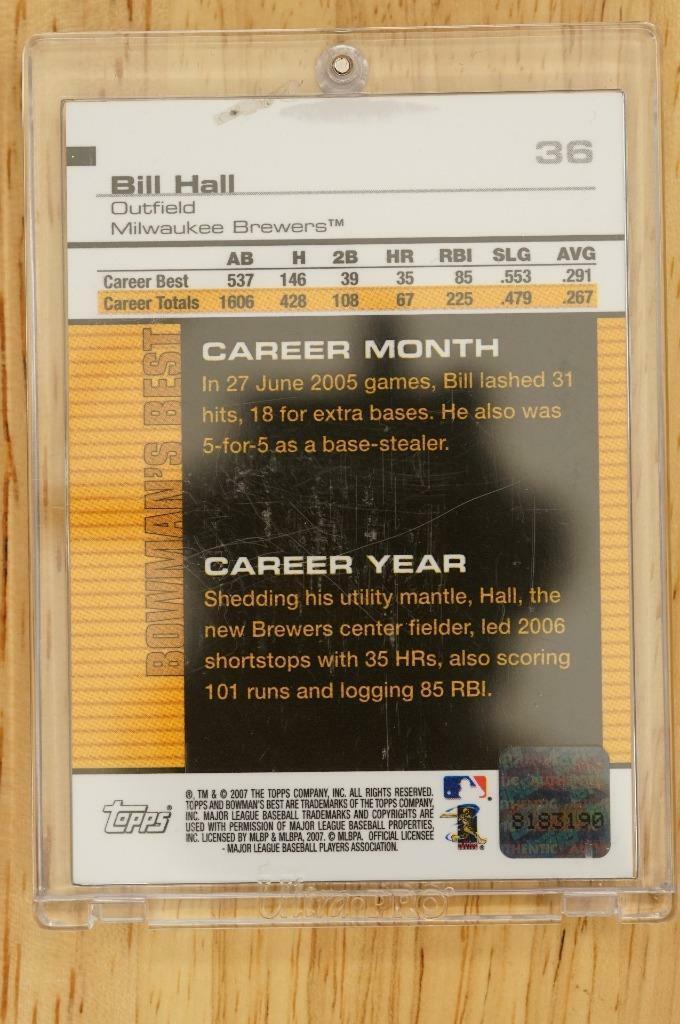 36
Bill Hall
Outfield
Milwaukee Brewers™
AB H 2B HR RBI SLG AVG
Career Best 537 146 39 35 85 .553 .291
Career Totals 1606 428 108 67 225 .479 .267
BOWMAN'S BEST
CAREER MONTH
In 27 June 2005 games, Bill lashed 31
hits, 18 for extra bases. He also was
5-for-5 as a base-stealer.
CAREER YEAR
Shedding his utility mantle, Hall, the
new Brewers center fielder, led 2006
shortstops with 35 HRs, also scoring
101 runs and logging 85 RBI.
topps®
®, TM & © 2007 THE TOPPS COMPANY, INC. ALL RIGHTS RESERVED.
TOPPS AND BOWMAN'S BEST ARE TRADEMARKS OF THE TOPPS COMPANY,
INC. MAJOR LEAGUE BASEBALL TRADEMARKS AND COPYRIGHTS ARE
USED WITH PERMISSION OF MAJOR LEAGUE BASEBALL PROPERTIES,
INC. LICENSED BY MLBP & MLBPA, 2007. © MLBPA. OFFICIAL LICENSEE
- MAJOR LEAGUE BASEBALL PLAYERS ASSOCIATION.
8183190
Ultra PRO